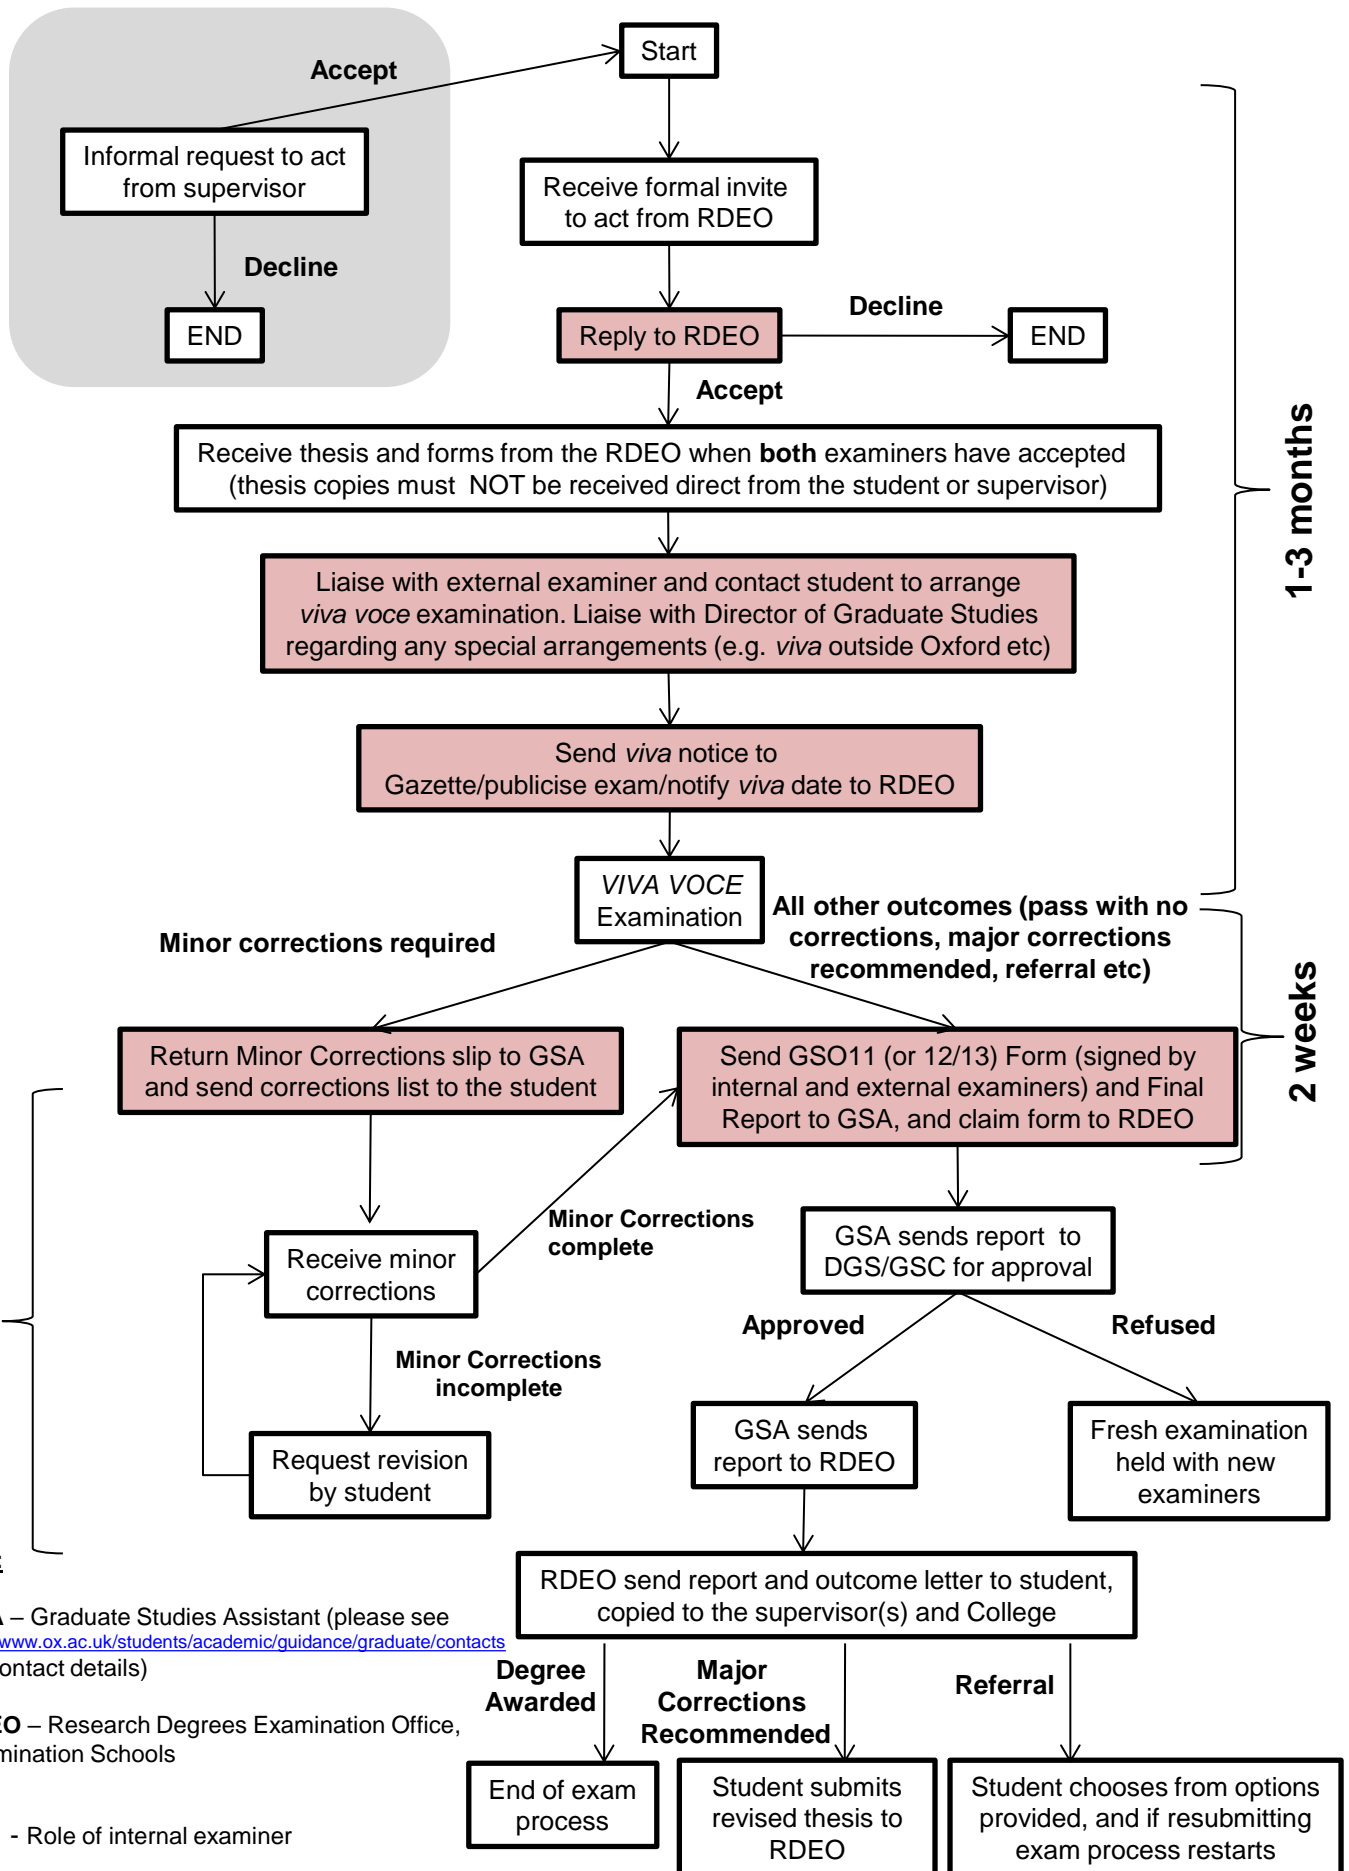 Start
Accept
Informal request to act
from supervisor
Decline
END
Receive formal invite
to act from RDEO
Reply to RDEO
Decline
END
Accept
Receive thesis and forms from the RDEO when both examiners have accepted
(thesis copies must NOT be received direct from the student or supervisor)
Liaise with external examiner and contact student to arrange
viva voce examination. Liaise with Director of Graduate Studies
regarding any special arrangements (e.g. viva outside Oxford etc)
Send viva notice to
Gazette/publicise exam/notify viva date to RDEO
1-3 months
VIVA VOCE
Examination
Minor corrections required
All other outcomes (pass with no
corrections, major corrections
recommended, referral etc)
2 weeks
Return Minor Corrections slip to GSA
and send corrections list to the student
Send GSO11 (or 12/13) Form (signed by
internal and external examiners) and Final
Report to GSA, and claim form to RDEO
Receive minor
corrections
Minor Corrections
complete
Minor Corrections
incomplete
Request revision
by student
GSA sends report to
DGS/GSC for approval
Approved
Refused
GSA sends
report to RDEO
Fresh examination
held with new
examiners
RDEO send report and outcome letter to student,
copied to the supervisor(s) and College
– Graduate Studies Assistant (please see
www.ox.ac.uk/students/academic/guidance/graduate/contacts
contact details)
EO – Research Degrees Examination Office,
mination Schools
- Role of internal examiner
Degree
Awarded
Major
Corrections
Recommended
Referral
End of exam
process
Student submits
revised thesis to
RDEO
Student chooses from options
provided, and if resubmitting
exam process restarts